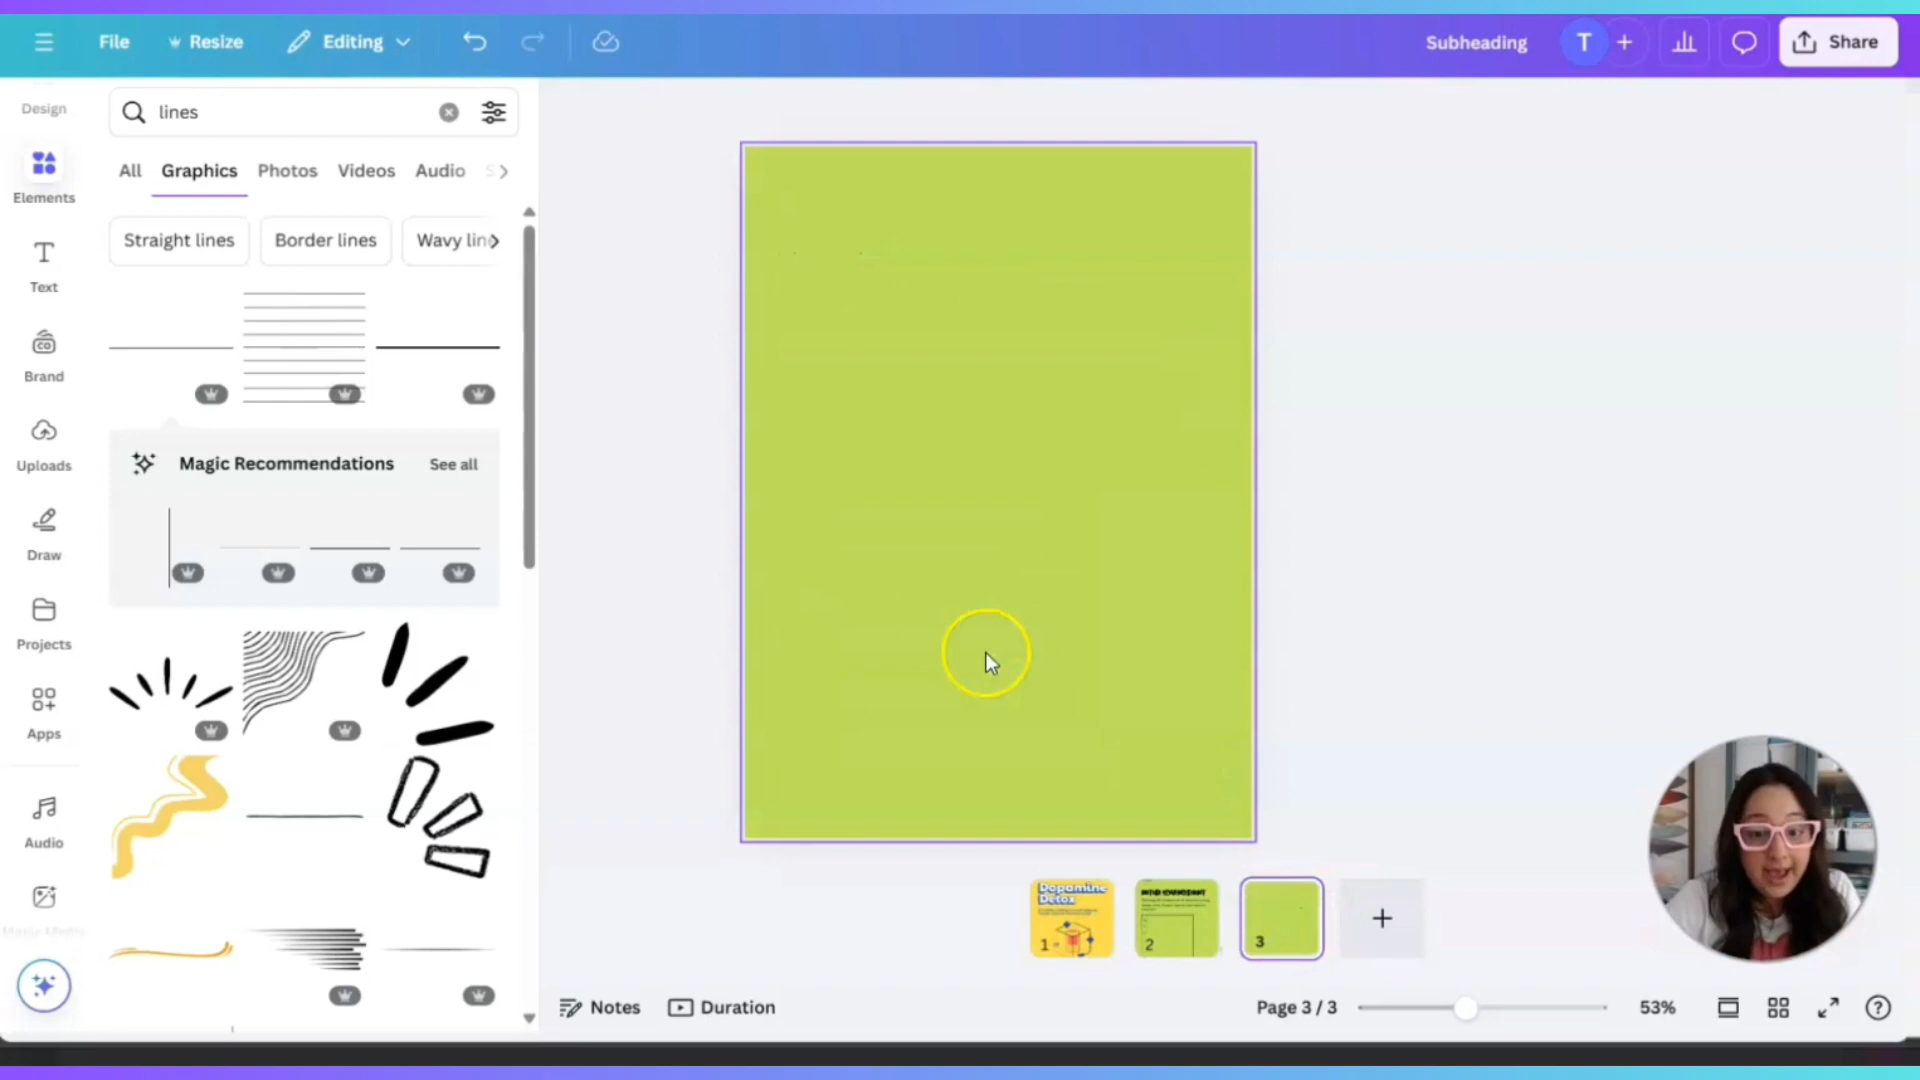 File
Resize
Editing
Subheading
T
Share
Design
Elements
Text
Brand
Uploads
Draw
Projects
Apps
Audio
lines
All Graphics Photos Videos Audio
Straight lines Border lines Wavy lin
Magic Recommendations See all
Dopamine
Detox
1
2
3
Notes
Duration
Page 3 / 3
53%